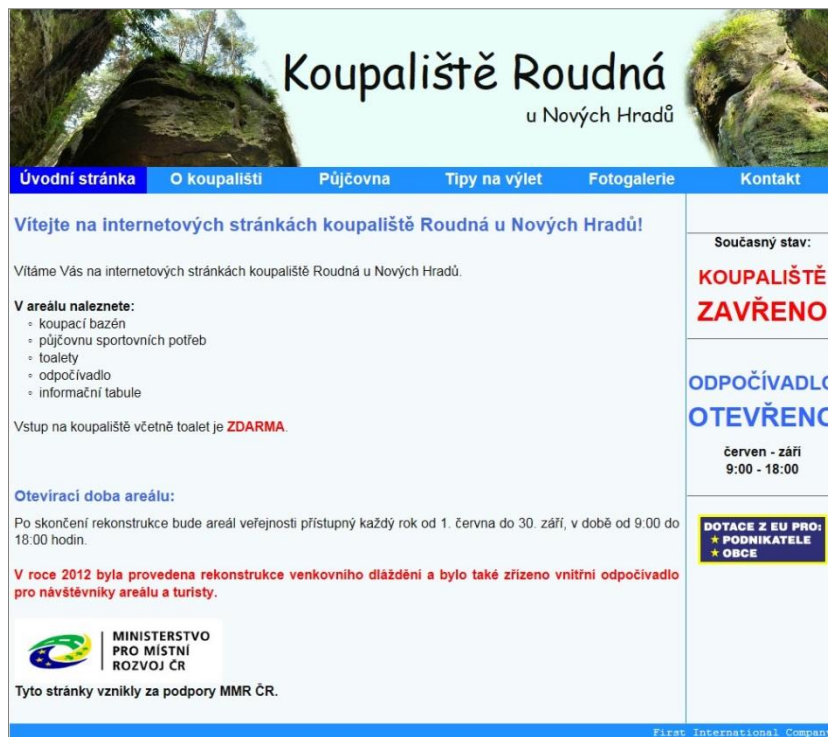 Koupaliště Roudná
u Nových Hradů
Úvodní stránka O koupališti Půjčovna Tipy na výlet Fotogalerie Kontakt
Vítejte na internetových stránkách koupaliště Roudná u Nových Hradů!
Vítáme Vás na internetových stránkách koupaliště Roudná u Nových Hradů.
V areálu naleznete:
koupací bazén
půjčovnu sportovních potřeb
toalety
odpočívadlo
informační tabule
Vstup na koupaliště včetně toalet je ZDARMA.
Otevírací doba areálu:
Po skončení rekonstrukce bude areál veřejnosti přístupný každý rok od 1. června do 30. září, v době od 9:00 do
18:00 hodin.
V roce 2012 byla provedena rekonstrukce venkovního dláždění a bylo také zřízeno vnitřní odpočívadlo
pro návštěvníky areálu a turisty.
MINISTERSTVO
PRO MÍSTNÍ
ROZVOJ ČR
Tyto stránky vznikly za podpory MMR ČR.
Současný stav:
KOUPALIŠTĚ
ZAVŘENO
ODPOČÍVADLO
OTEVŘENO
červen - září
9:00 - 18:00
DOTACE Z EU PRO:
PODNIKATELE
OBCE
First International Company